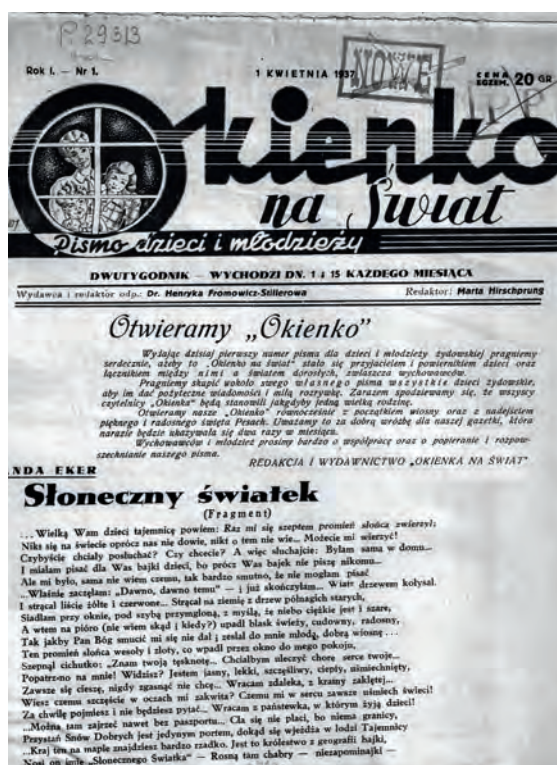 P. 29313
Rok I. — Nr 1.
1 KWIETNIA 1937
NOWE
CENA EGZEM. 20 GR.
Okienko
na Świat
Pismo dzieci i młodzieży
DWUTYGODNIK — WYCHODZI DN. 1 i 15 KAŻDEGO MIESIĄCA
Wydawca i redaktor odp.: Dr. Henryka Fromowicz-Stillerowa
Redaktor: Marta Hirschprung
Otwieramy „Okienko”
Wysyłając dzisiaj pierwszy numer pisma dla dzieci i młodzieży żydowskiej pragniemy
serdecznie, ażeby to „Okienko na świat” stało się przyjacielem i powiernikiem dzieci oraz
łącznikiem między nimi a światem dorosłych, zwłaszcza wychowawców.
Pragniemy skupić wokoło swego własnego pisma wszystkie dzieci żydowskie,
aby im dać pożyteczne wiadomości i miłą rozrywkę. Zarazem spodziewamy się, że wszyscy
czytelnicy „Okienka” będą stanowili jakgdyby jedną wielką rodzinę.
Otwieramy nasze „Okienko” równocześnie z początkiem wiosny oraz z nadejściem
pięknego i radosnego święta Pesach. Uważamy to za dobrą wróżbę dla naszej gazetki, która
narazie będzie ukazywała się dwa razy w miesiącu.
Wychowawców i młodzież prosimy bardzo o współpracę oraz o popieranie i rozpow-
szechnianie naszego pisma.
REDAKCJA I WYDAWNICTWO „OKIENKA NA ŚWIAT”
NDA EKER
Słoneczny światek
(Fragment)
... Wielką Wam dzieci tajemnicę powiem: Raz mi się szeptem promień słońca zwierzył;
Nikt się na świecie oprócz nas nie dowie, nikt o tem nie wie... Możecie mi wierzyć!
Czybyście chciały posłuchać? Czy chcecie? A więc słuchajcie: Byłam sama w domu...
I miałam pisać dla Was bajki dzieci, bo prócz Was bajek nie piszę nikomu...
Ale mi było, sama nie wiem czemu, tak bardzo smutno, że nie mogłam pisać
...Właśnie zaczęłam: „Dawno, dawno temu” — i już skończyłam... Wiatr drzewem kołysał.
I strącał liście żółte i czerwone... Strącał na ziemię z drzew półnagich starych,
Siadłam przy oknie, pod szybą przymgloną, z myślą, że niebo ciężkie jest i szare,
A wtem na pióro (nie wiem skąd i kiedy?) upadł blask świeży, cudowny, radosny,
Tak jakby Pan Bóg smucić mi się nie dał i zesłał do mnie młodą, dobrą wiosnę ...
Ten promień słońca wesoły i złoty, co wpadł przez okno do mego pokoju,
Szepnął cichutko: „Znam twoją tęsknotę... Chciałbym uleczyć chore serce twoje...
Popatrz-no na mnie! Widzisz? Jestem jasny, lekki, szczęśliwy, ciepły, uśmiechnięty,
Zawsze się cieszę, nigdy zgasnąć nie chcę... Wracam zdaleka, z krainy zaklętej...
Wiesz czemu szczęście w oczach mi zakwita? Czemu mi w sercu zawsze uśmiech świeci!
Za chwilę pojmiesz i nie będziesz pytać... Wracam z państewka, w którym żyją dzieci!
...Można tam zajrzeć nawet bez paszportu... Cła się nie płaci, bo niema granicy,
Przystań Snów Dobrych jest jedynym portem, dokąd się wjeżdża w łodzi Tajemnicy
...Kraj ten na mapie znajdziesz bardzo rzadko. Jest to królestwo z geografii bajki,
Nosi on imię „Słonecznego Światka” — Rosną tam chabry — niezapominajki —